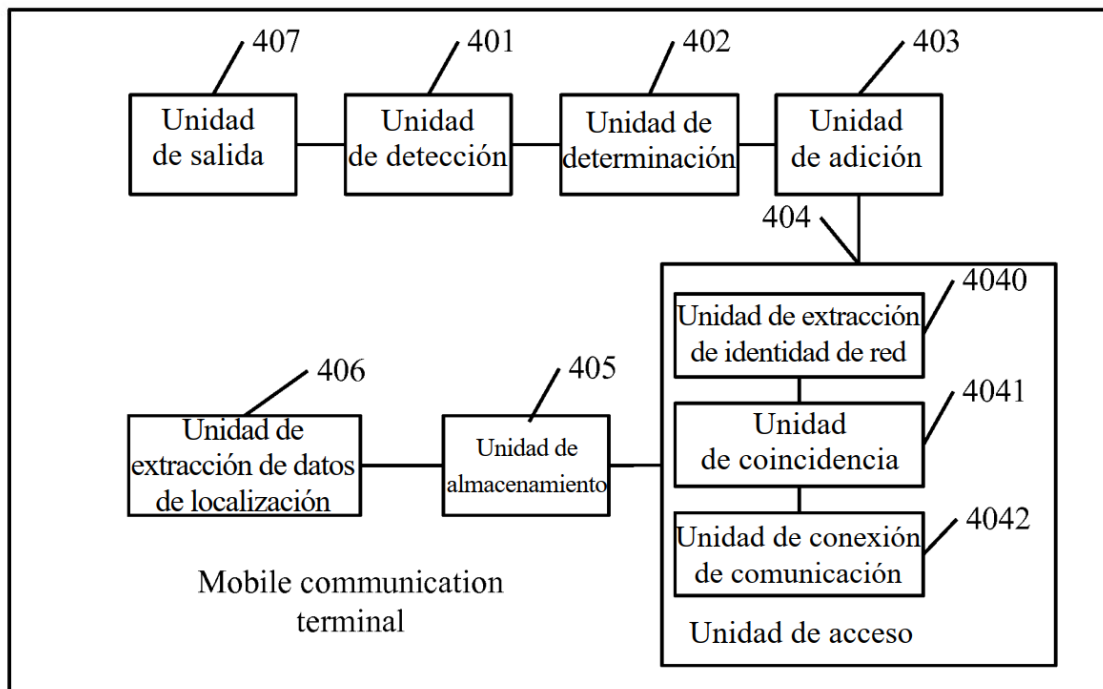 407
401
402
403
Unidad
de salida
Unidad
de detección
Unidad de
determinación
Unidad
de adición
404
4040
Unidad de extracción
de identidad de red
406
405
4041
Unidad de
extracción de datos
de localización
Unidad de
almacenamiento
Unidad
de coincidencia
4042
Unidad de conexión
de comunicación
Mobile communication
terminal
Unidad de acceso